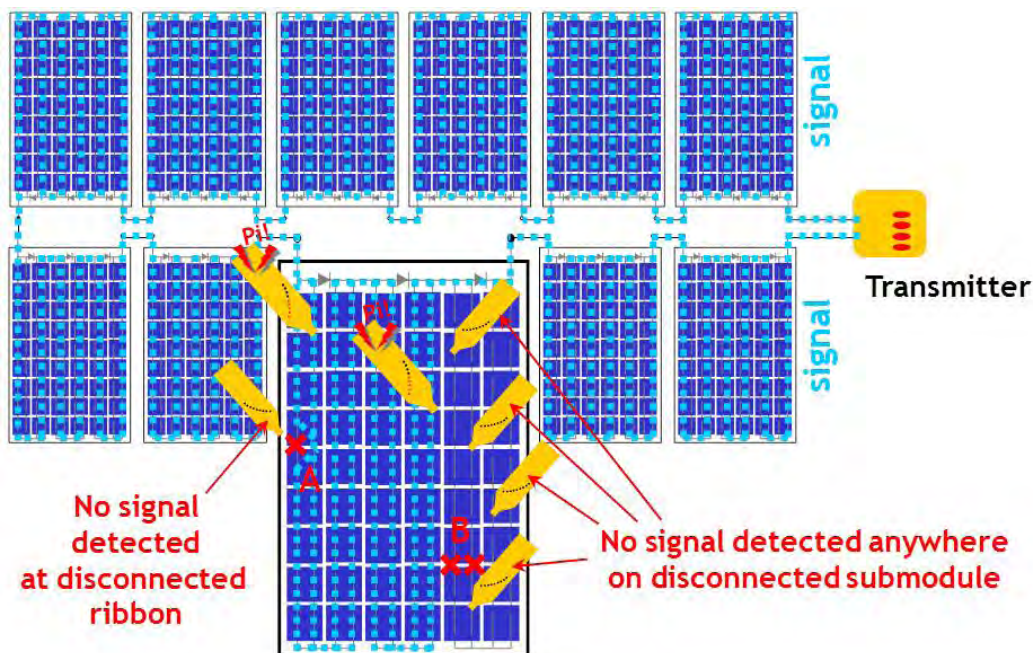 signal
Pi!
Transmitter
signal
Pi!
A
No signal
detected
at disconnected
ribbon
B
No signal detected anywhere
on disconnected submodule